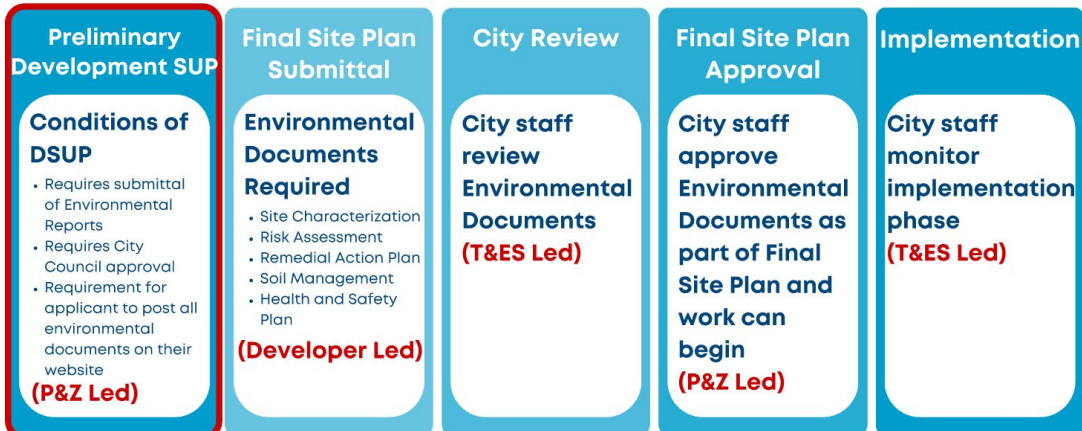 Preliminary
Development SUP
Conditions of
DSUP
• Requires submittal
of Environmental
Reports
• Requires City
Council approval
• Requirement for
applicant to post all
environmental
documents on their
website
(P&Z Led)
Final Site Plan
Submittal
Environmental
Documents
Required
• Site Characterization
• Risk Assessment
• Remedial Action Plan
• Soil Management
• Health and Safety
Plan
(Developer Led)
City Review
City staff
review
Environmental
Documents
(T&ES Led)
Final Site Plan
Approval
City staff
approve
Environmental
Documents as
part of Final
Site Plan and
work can
begin
(P&Z Led)
Implementation
City staff
monitor
implementation
phase
(T&ES Led)